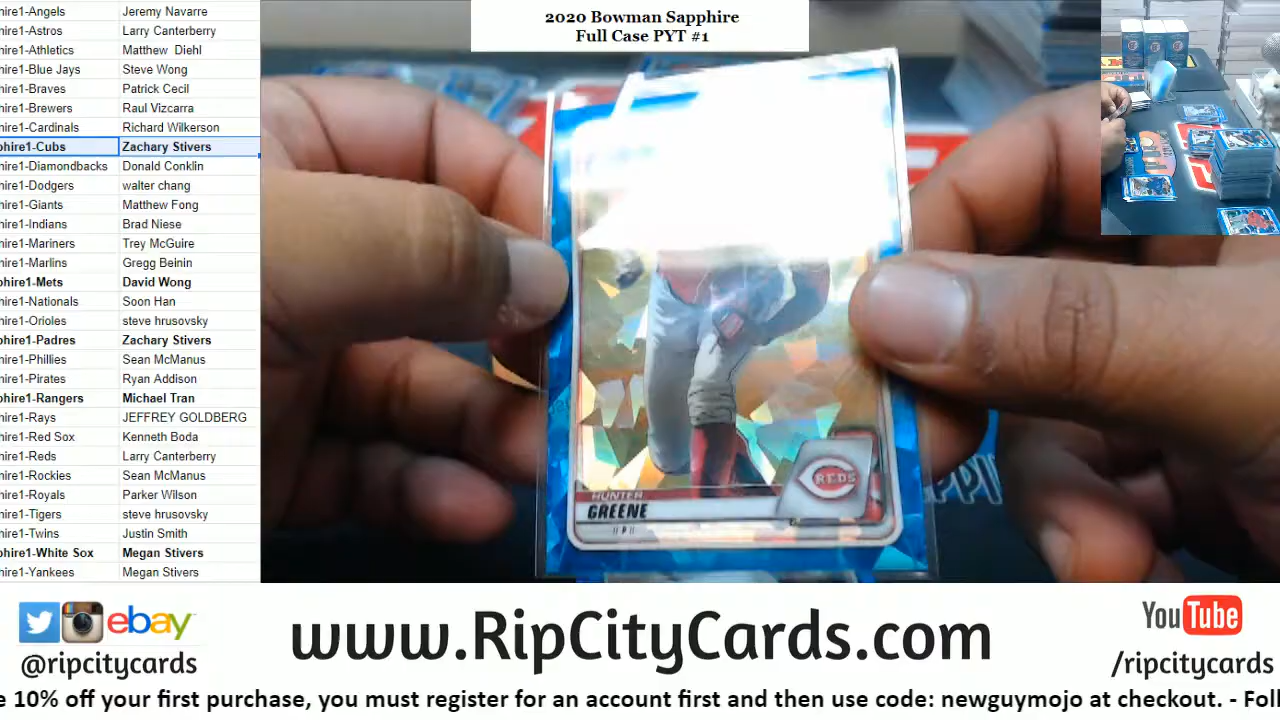 hire1-Angels Jeremy Navarre
hire1-Astros Larry Canterberry
hire1-Athletics Matthew Diehl
hire1-Blue Jays Steve Wong
hire1-Braves Patrick Cecil
hire1-Brewers Raul Vizcarra
hire1-Cardinals Richard Wilkerson
phire1-Cubs Zachary Stivers
hire1-Diamondbacks Donald Conklin
hire1-Dodgers walter chang
hire1-Giants Matthew Fong
hire1-Indians Brad Niese
hire1-Mariners Trey McGuire
hire1-Marlins Gregg Beinin
hire1-Mets David Wong
hire1-Nationals Soon Han
hire1-Orioles steve hrusovsky
phire1-Padres Zachary Stivers
hire1-Phillies Sean McManus
hire1-Pirates Ryan Addison
hire1-Rangers Michael Tran
hire1-Rays JEFFREY GOLDBERG
hire1-Red Sox Kenneth Boda
hire1-Reds Larry Canterberry
hire1-Rockies Sean McManus
hire1-Royals Parker Wilson
hire1-Tigers steve hrusovsky
hire1-Twins Justin Smith
phire1-White Sox Megan Stivers
hire1-Yankees Megan Stivers
2020 Bowman Sapphire
Full Case PYT #1
REDS
HUNTER
GREENE
P
ebay
@ripcitycards
www.RipCityCards.com
YouTube
/ripcitycards
e 10% off your first purchase, you must register for an account first and then use code: newguymojo at checkout. - Foll